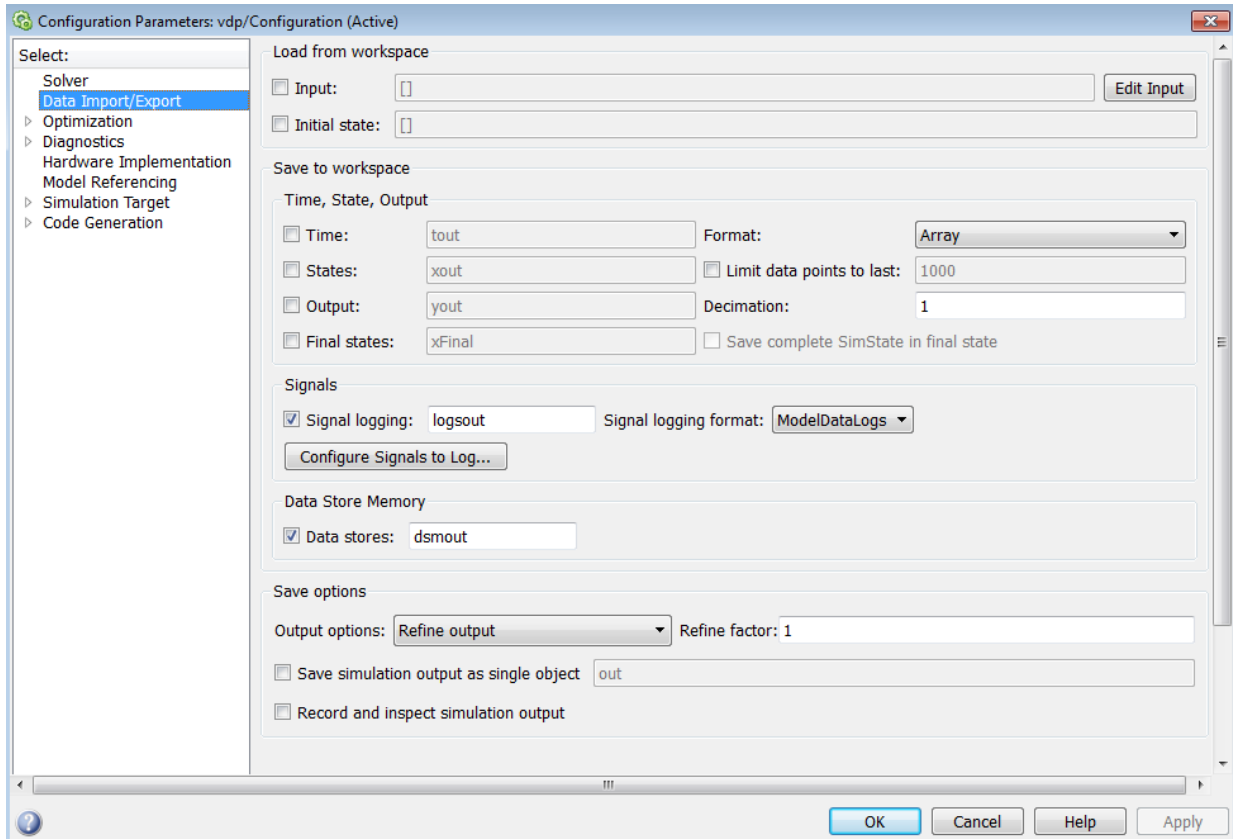 Configuration Parameters: vdp/Configuration (Active)
Select:
Solver
Data Import/Export
Optimization
Diagnostics
Hardware Implementation
Model Referencing
Simulation Target
Code Generation
Load from workspace
Input: [] Edit Input
Initial state: []
Save to workspace
Time, State, Output
Time: tout Format: Array
States: xout Limit data points to last: 1000
Output: yout Decimation: 1
Final states: xFinal Save complete SimState in final state
Signals
Signal logging: logsout Signal logging format: ModelDataLogs
Configure Signals to Log...
Data Store Memory
Data stores: dsmout
Save options
Output options: Refine output Refine factor: 1
Save simulation output as single object out
Record and inspect simulation output
OK Cancel Help Apply